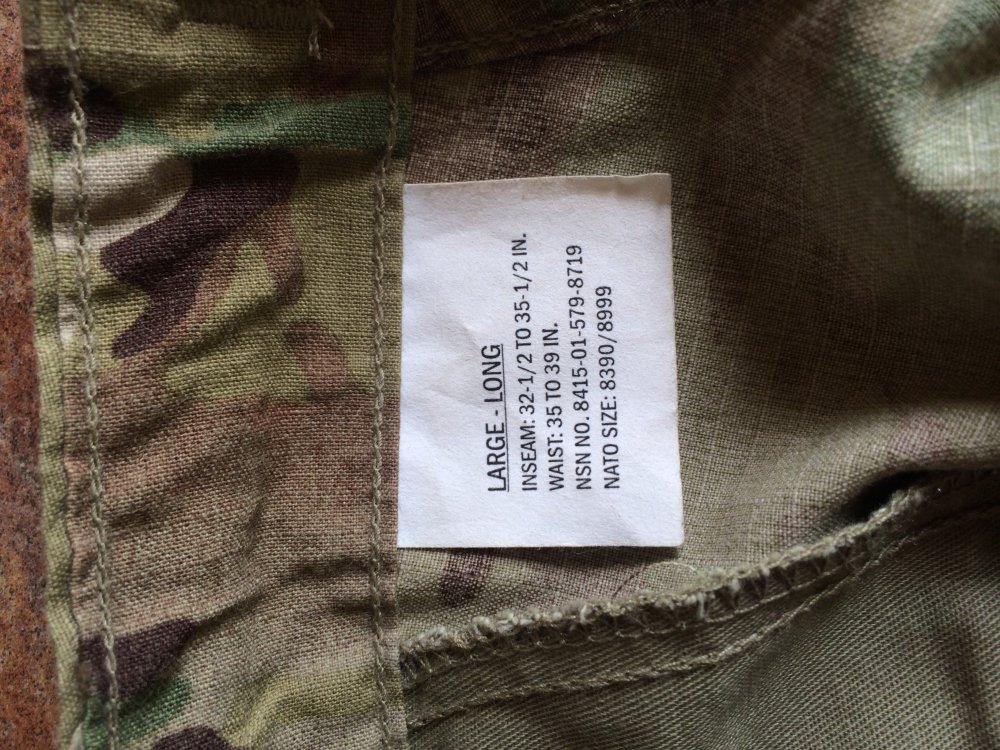 LARGE - LONG
INSEAM: 32-1/2 TO 35-1/2 IN.
WAIST: 35 TO 39 IN.
NSN NO. 8415-01-579-8719
NATO SIZE: 8390/8999